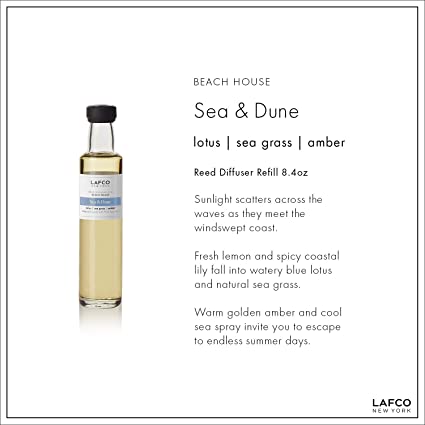 BEACH HOUSE
Sea & Dune
lotus | sea grass | amber
Reed Diffuser Refill 8.4oz
Sunlight scatters across the
waves as they meet the
windswept coast.
Fresh lemon and spicy coastal
lily fall into watery blue lotus
and natural sea grass.
Warm golden amber and cool
sea spray invite you to escape
to endless summer days.
LAFCO
Sea & Dune
LAFCO
NEW YORK